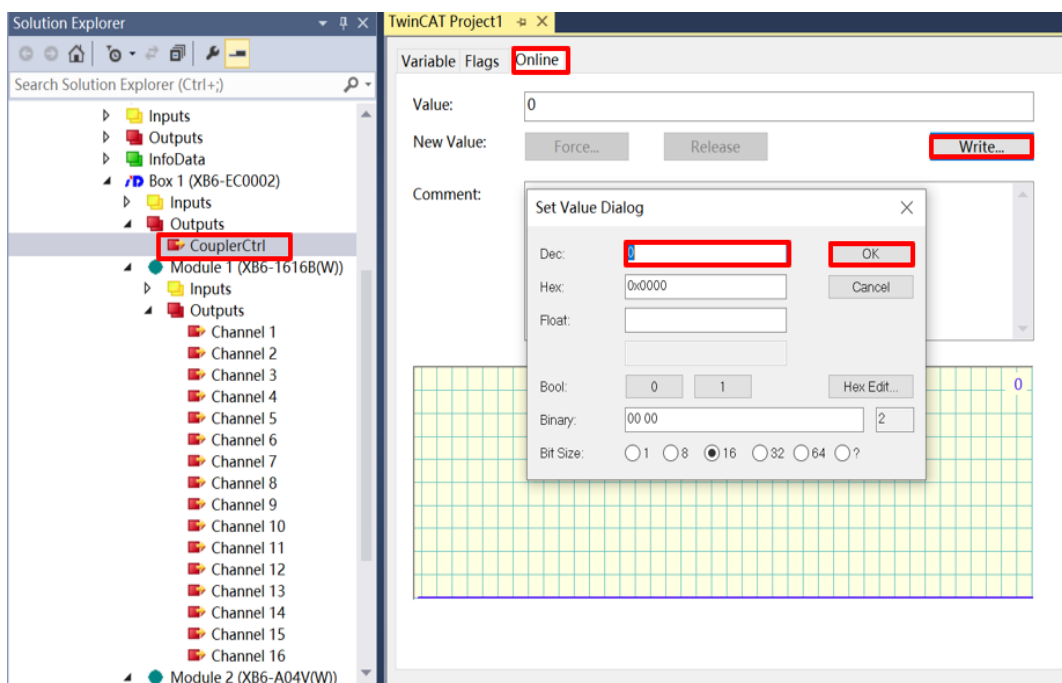 Solution Explorer
Search Solution Explorer (Ctrl+;)
Inputs
Outputs
InfoData
Box 1 (XB6-EC0002)
Inputs
Outputs
CouplerCtrl
Module 1 (XB6-1616B(W))
Inputs
Outputs
Channel 1
Channel 2
Channel 3
Channel 4
Channel 5
Channel 6
Channel 7
Channel 8
Channel 9
Channel 10
Channel 11
Channel 12
Channel 13
Channel 14
Channel 15
Channel 16
Module 2 (XB6-A04V(W))
TwinCAT Project1
Variable Flags Online
Value: 0
New Value: Force... Release Write...
Comment:
Set Value Dialog
Dec: 0 OK
Hex: 0x0000 Cancel
Float:
Bool: 0 1 Hex Edit...
Binary: 00 00 2
Bit Size: 1 8 16 32 64 ?
0